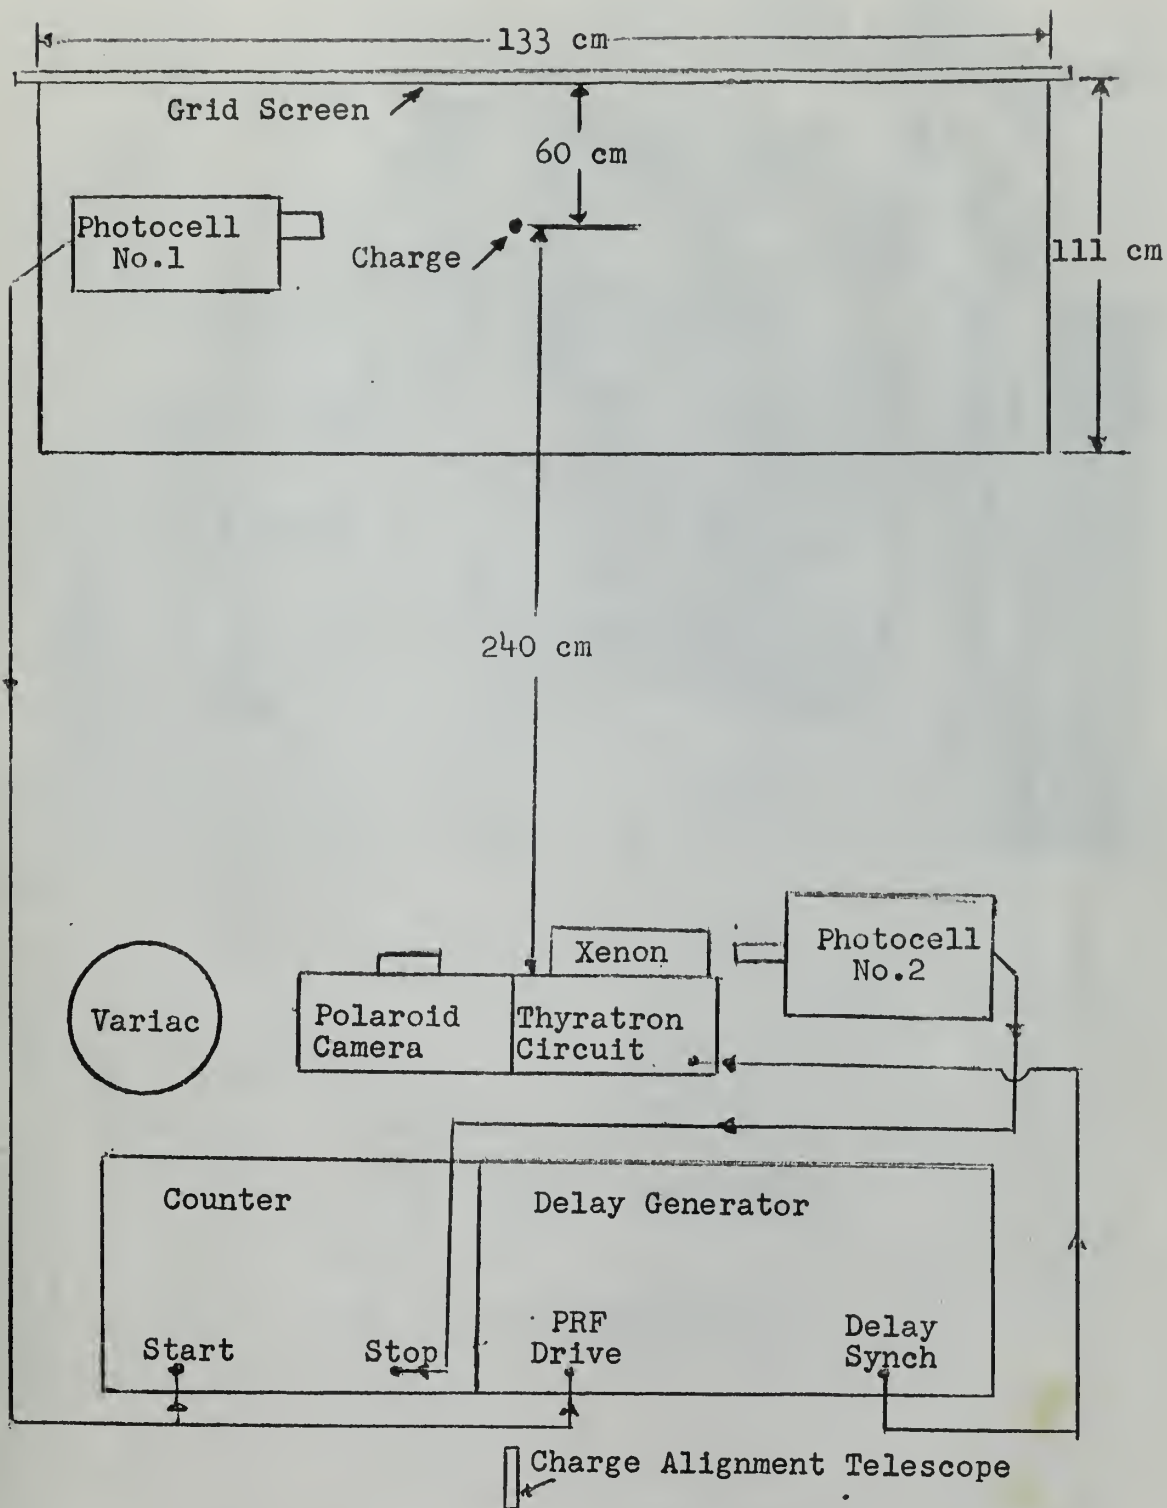 133 cm
Grid Screen
60 cm
Photocell
No.1
Charge
111 cm
240 cm
Photocell
No.2
Xenon
Variac
Polaroid
Camera
Thyratron
Circuit
Counter
Delay Generator
Start
Stop
PRF
Drive
Delay
Synch
Charge Alignment Telescope